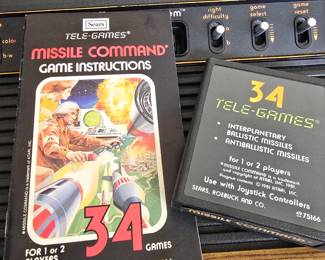 Sears
TELE-GAMES®
MISSILE COMMAND*
GAME INSTRUCTIONS
34
GAMES
FOR 1 or 2
PLAYERS
color
b-w
em™
right
difficulty
a
b
game
select
game
reset
34
TELE-GAMES®
• INTERPLANETARY
BALLISTIC MISSILES
• ANTIBALLISTIC MISSILES
for 1 or 2 players
Use with Joystick Controllers
SEARS, ROEBUCK AND CO.
75166